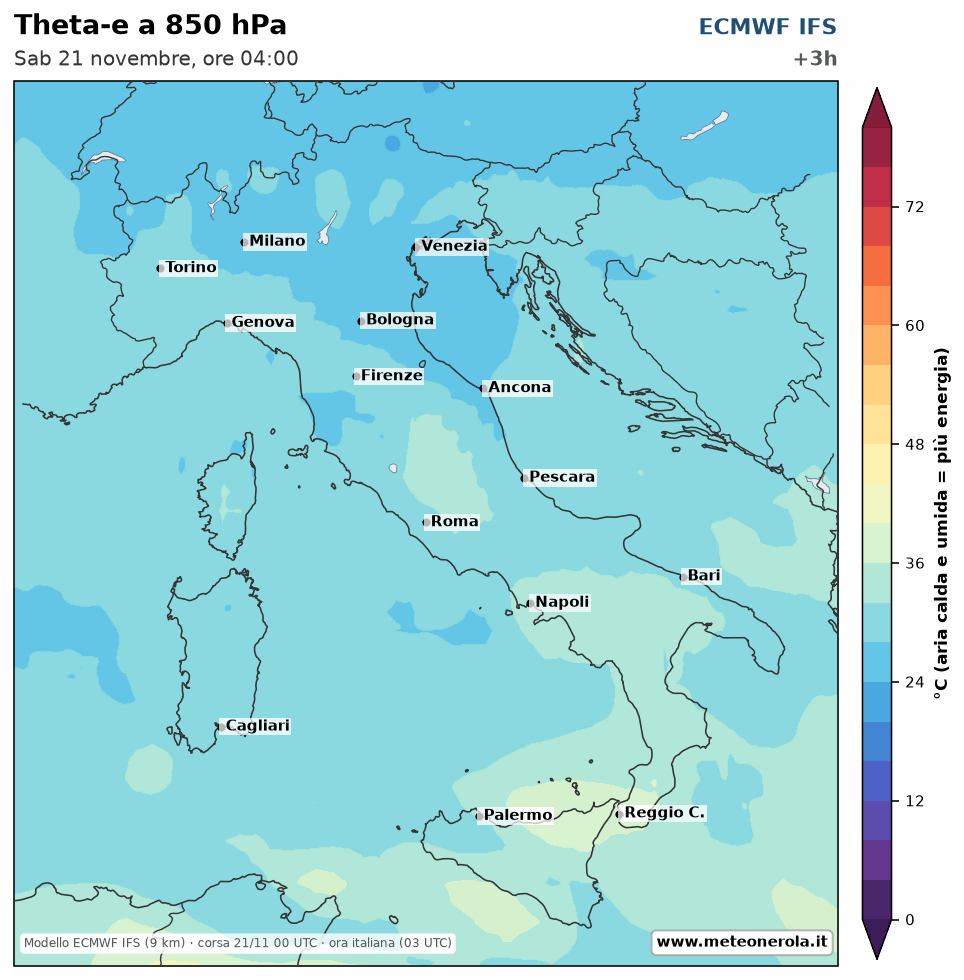 Theta-e a 850 hPa
ECMWF IFS
Sab 21 novembre, ore 04:00
+3h
Milano
Venezia
Torino
Genova
Bologna
Firenze
Ancona
Pescara
Roma
Bari
Napoli
Cagliari
Palermo
Reggio C.
72
60
48
36
24
12
0
°C (aria calda e umida = più energia)
Modello ECMWF IFS (9 km) · corsa 21/11 00 UTC · ora italiana (03 UTC)
www.meteonerola.it